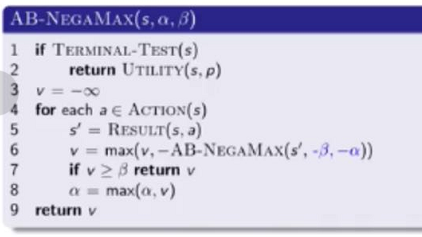 AB-NEGAMAX(s, α, β)
1 if TERMINAL-TEST(s)
2 return UTILITY(s, p)
3 v = −∞
4 for each a ∈ ACTION(s)
5 s′ = RESULT(s, a)
6 v = max(v, −AB-NEGAMAX(s′, -β, −α))
7 if v ≥ β return v
8 α = max(α, v)
9 return v